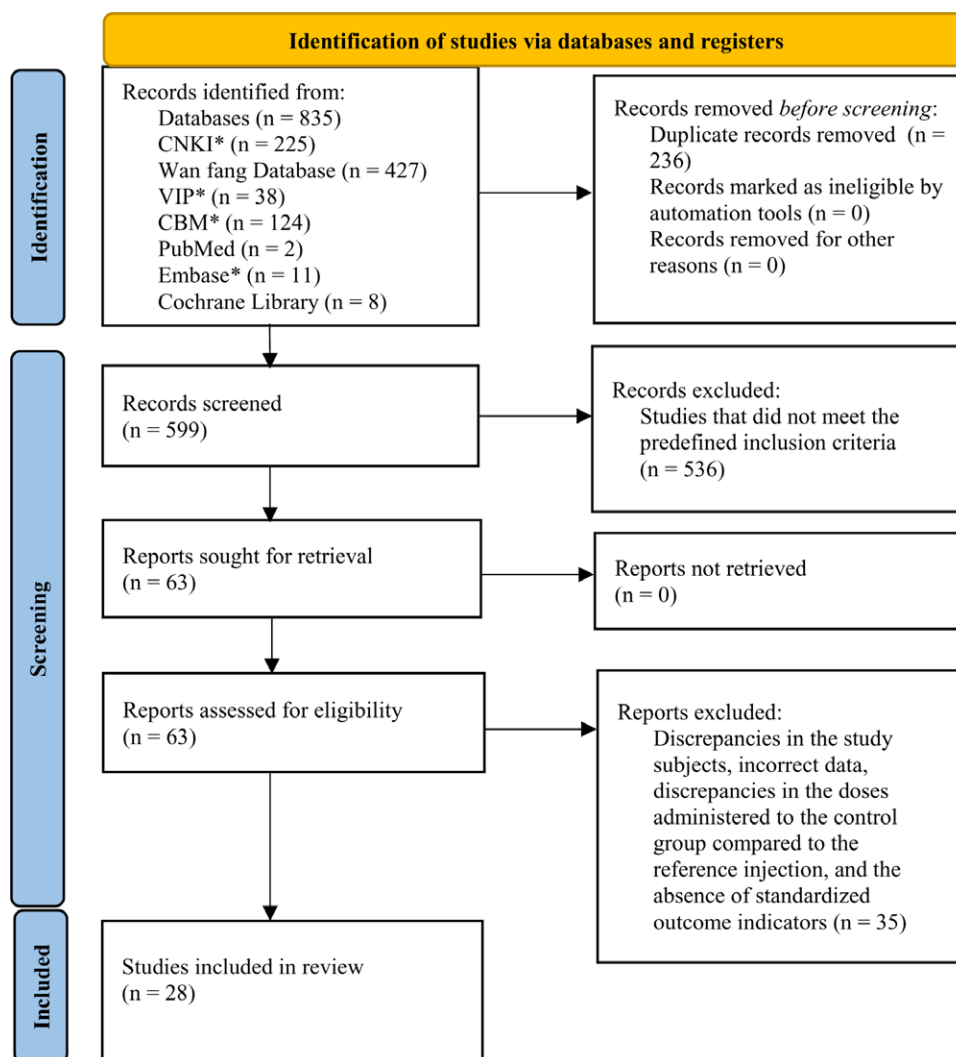 Identification of studies via databases and registers
Identification
Records identified from:
Databases (n = 835)
CNKI* (n = 225)
Wan fang Database (n = 427)
VIP* (n = 38)
CBM* (n = 124)
PubMed (n = 2)
Embase* (n = 11)
Cochrane Library (n = 8)
Records removed before screening:
Duplicate records removed (n =
236)
Records marked as ineligible by
automation tools (n = 0)
Records removed for other
reasons (n = 0)
Screening
Records screened
(n = 599)
Records excluded:
Studies that did not meet the
predefined inclusion criteria
(n = 536)
Reports sought for retrieval
(n = 63)
Reports not retrieved
(n = 0)
Reports assessed for eligibility
(n = 63)
Reports excluded:
Discrepancies in the study
subjects, incorrect data,
discrepancies in the doses
administered to the control
group compared to the
reference injection, and the
absence of standardized
outcome indicators (n = 35)
Included
Studies included in review
(n = 28)